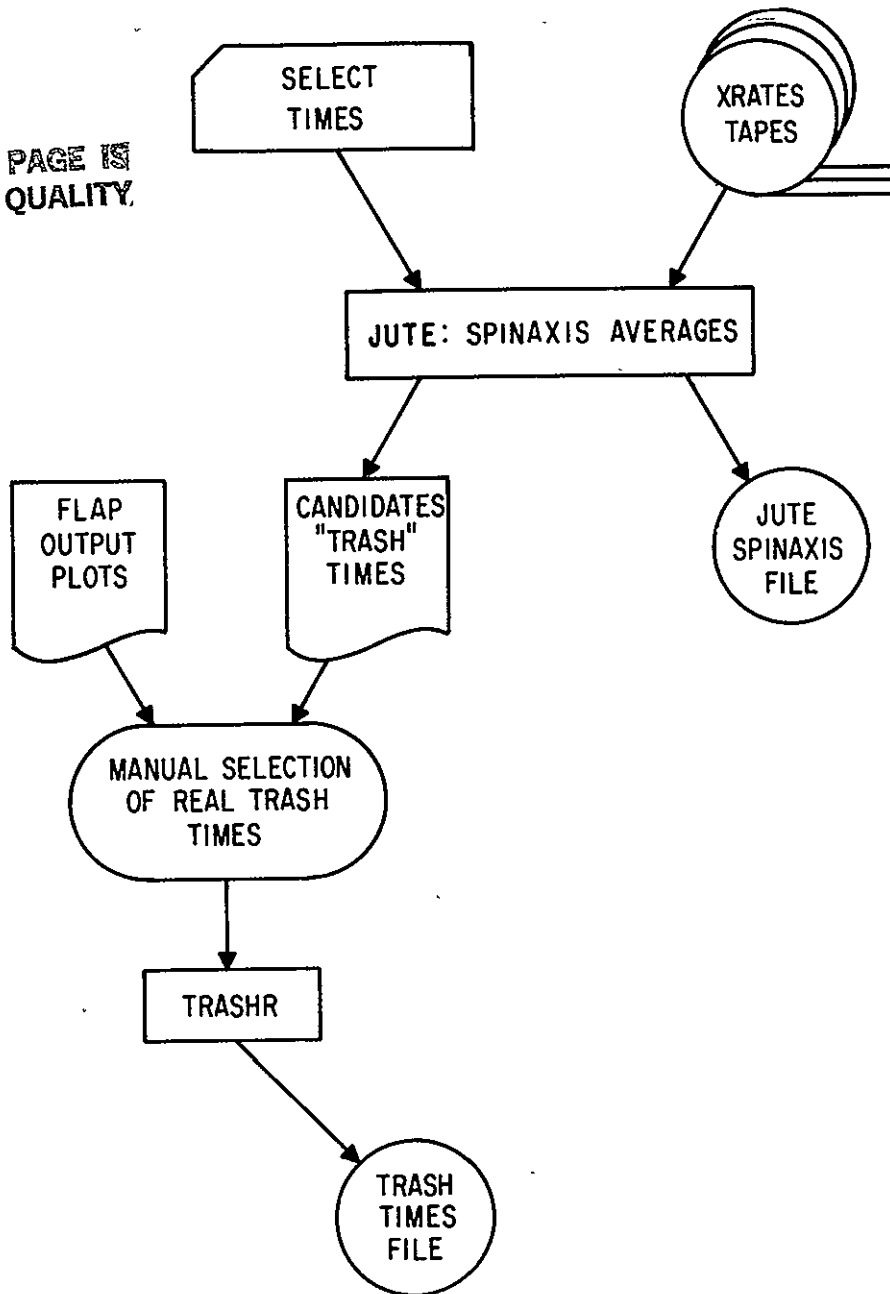 SELECT
TIMES
XRATES
TAPES
PAGE IS
QUALITY
JUTE: SPINAXIS AVERAGES
FLAP
OUTPUT
PLOTS
CANDIDATES
"TRASH"
TIMES
JUTE
SPINAXIS
FILE
MANUAL SELECTION
OF REAL TRASH
TIMES
TRASHR
TRASH
TIMES
FILE